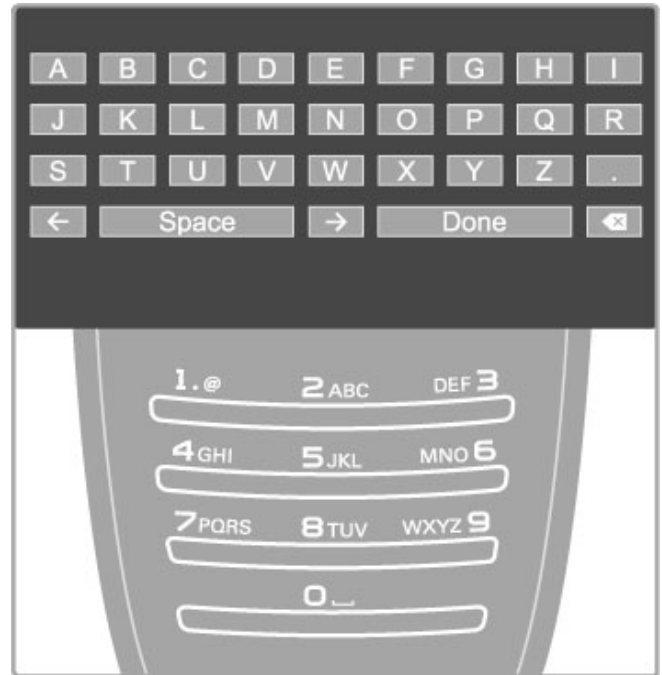 A B C D E F G H I
J K L M N O P Q R
S T U V W X Y Z .
← Space → Done ⌫
1.@ 2ABC DEF3
4GHI 5JKL MNO6
7PQRS 8TUV WXYZ9
0⎵